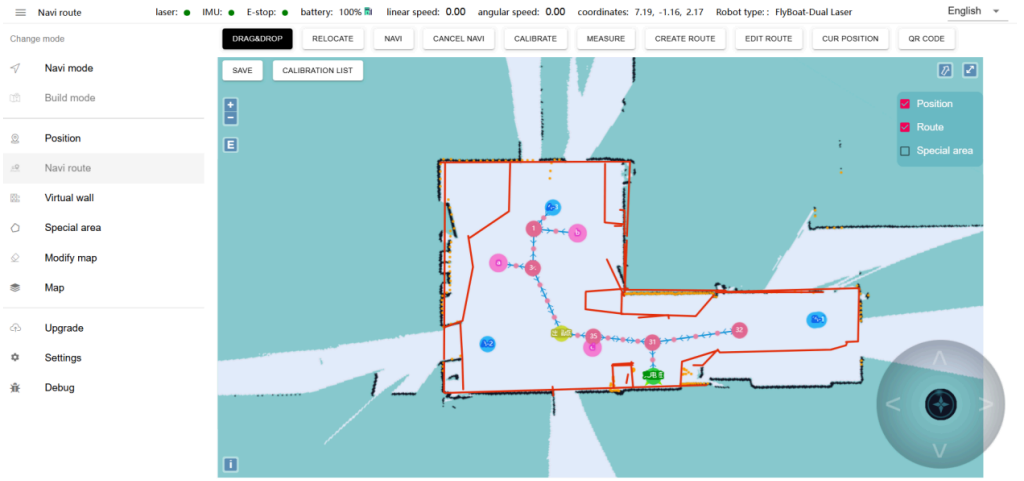 Navi route laser: IMU: E-stop: battery: 100% linear speed: 0.00 angular speed: 0.00 coordinates: 7.19, -1.16, 2.17 Robot type: : FlyBoat-Dual Laser English
Change mode
DRAG&DROP RELOCATE NAVI CANCEL NAVI CALIBRATE MEASURE CREATE ROUTE EDIT ROUTE CUR POSITION QR CODE
Navi mode
SAVE CALIBRATION LIST
Build mode
+
−
Position
Route
Special area
E
Position
Navi route
Virtual wall
Special area
Modify map
Map
Upgrade
Settings
Debug
1
35
31
32
i